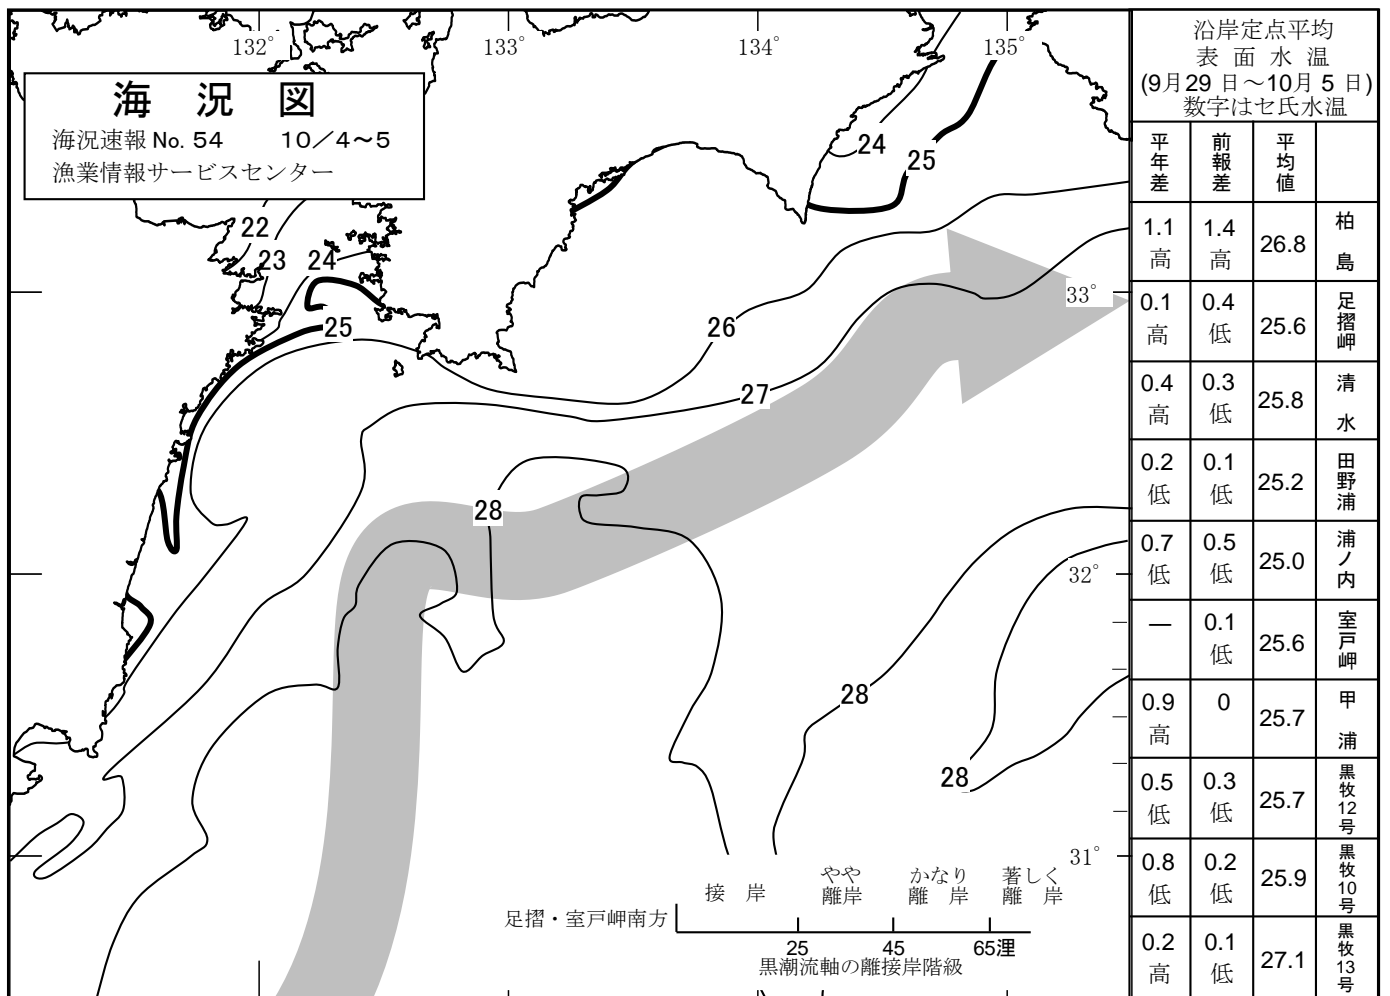 海 況 図
海況速報 No. 54 10／4～5
漁業情報サービスセンター
132°
133°
134°
135°
24
25
22
23
24
25
26
27
28
28
28
33°
32°
31°
接 岸
やや
離岸
かなり
離 岸
著しく
離 岸
足摺・室戸岬南方
25 45 65浬
黒潮流軸の離接岸階級
沿岸定点平均
表 面 水 温
(9月29 日～10月 5 日)
数字はセ氏水温
平年差 前報差 平均値
1.1高 1.4高 26.8 柏島
0.1高 0.4低 25.6 足摺岬
0.4高 0.3低 25.8 清水
0.2低 0.1低 25.2 田野浦
0.7低 0.5低 25.0 浦ノ内
— 0.1低 25.6 室戸岬
0.9高 0 25.7 甲浦
0.5低 0.3低 25.7 黒牧12号
0.8低 0.2低 25.9 黒牧10号
0.2高 0.1低 27.1 黒牧13号